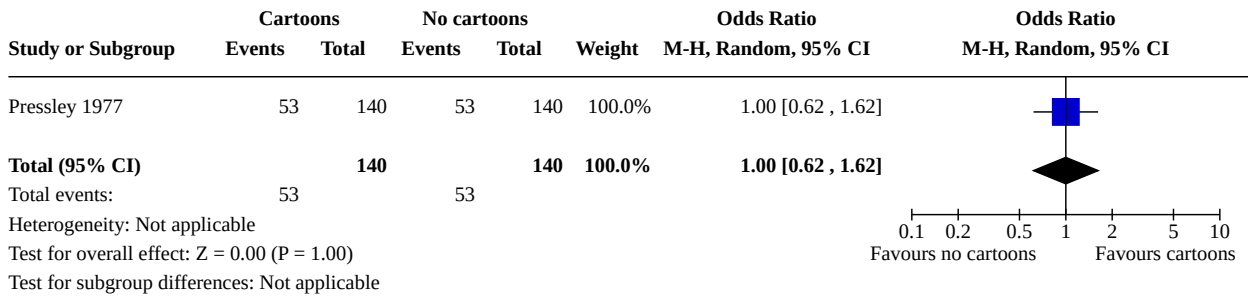 Cartoons No cartoons Odds Ratio Odds Ratio
Study or Subgroup Events Total Events Total Weight M-H, Random, 95% CI M-H, Random, 95% CI
Pressley 1977 53 140 53 140 100.0% 1.00 [0.62 , 1.62]
Total (95% CI) 140 140 100.0% 1.00 [0.62 , 1.62]
Total events: 53 53
Heterogeneity: Not applicable
0.1 0.2 0.5 1 2 5 10
Test for overall effect: Z = 0.00 (P = 1.00) Favours no cartoons Favours cartoons
Test for subgroup differences: Not applicable